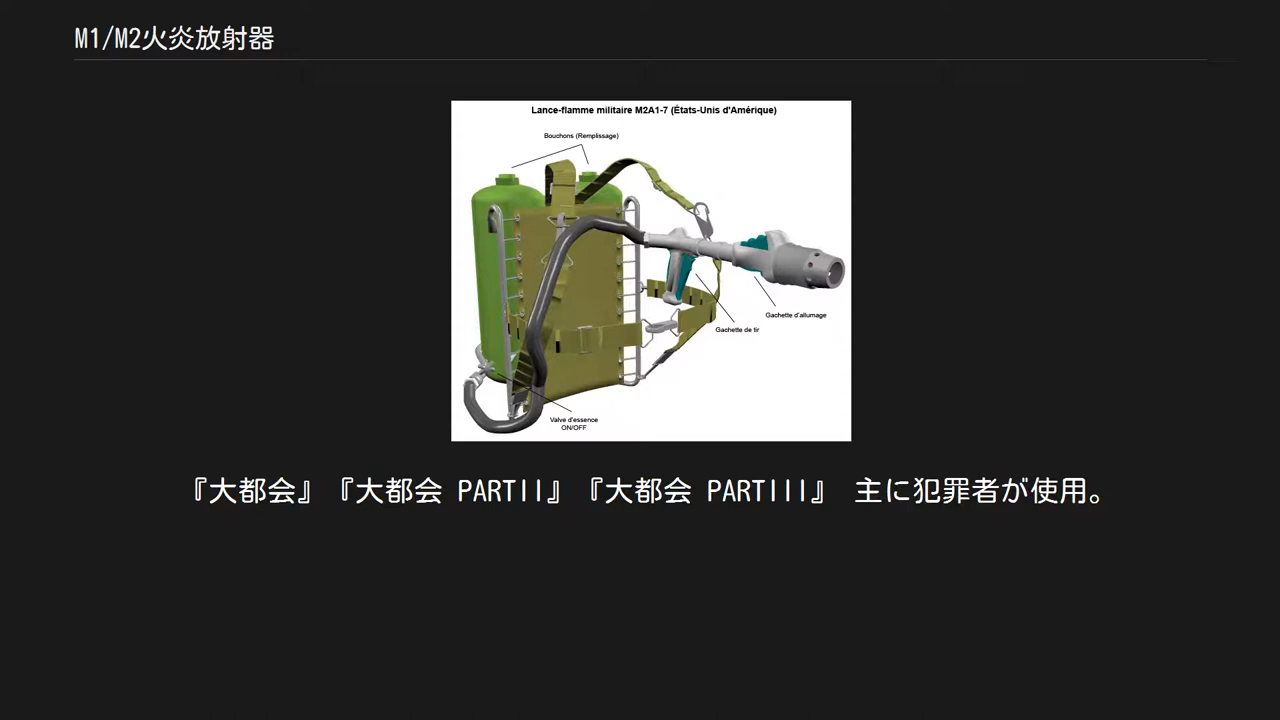 M1/M2火炎放射器
Lance-flamme militaire M2A1-7 (États-Unis d'Amérique)
Bouchons (Remplissage)
Gachette d'allumage
Gachette de tir
Valve d'essence
ON/OFF
『大都会』『大都会 PARTII』『大都会 PARTIII』 主に犯罪者が使用。